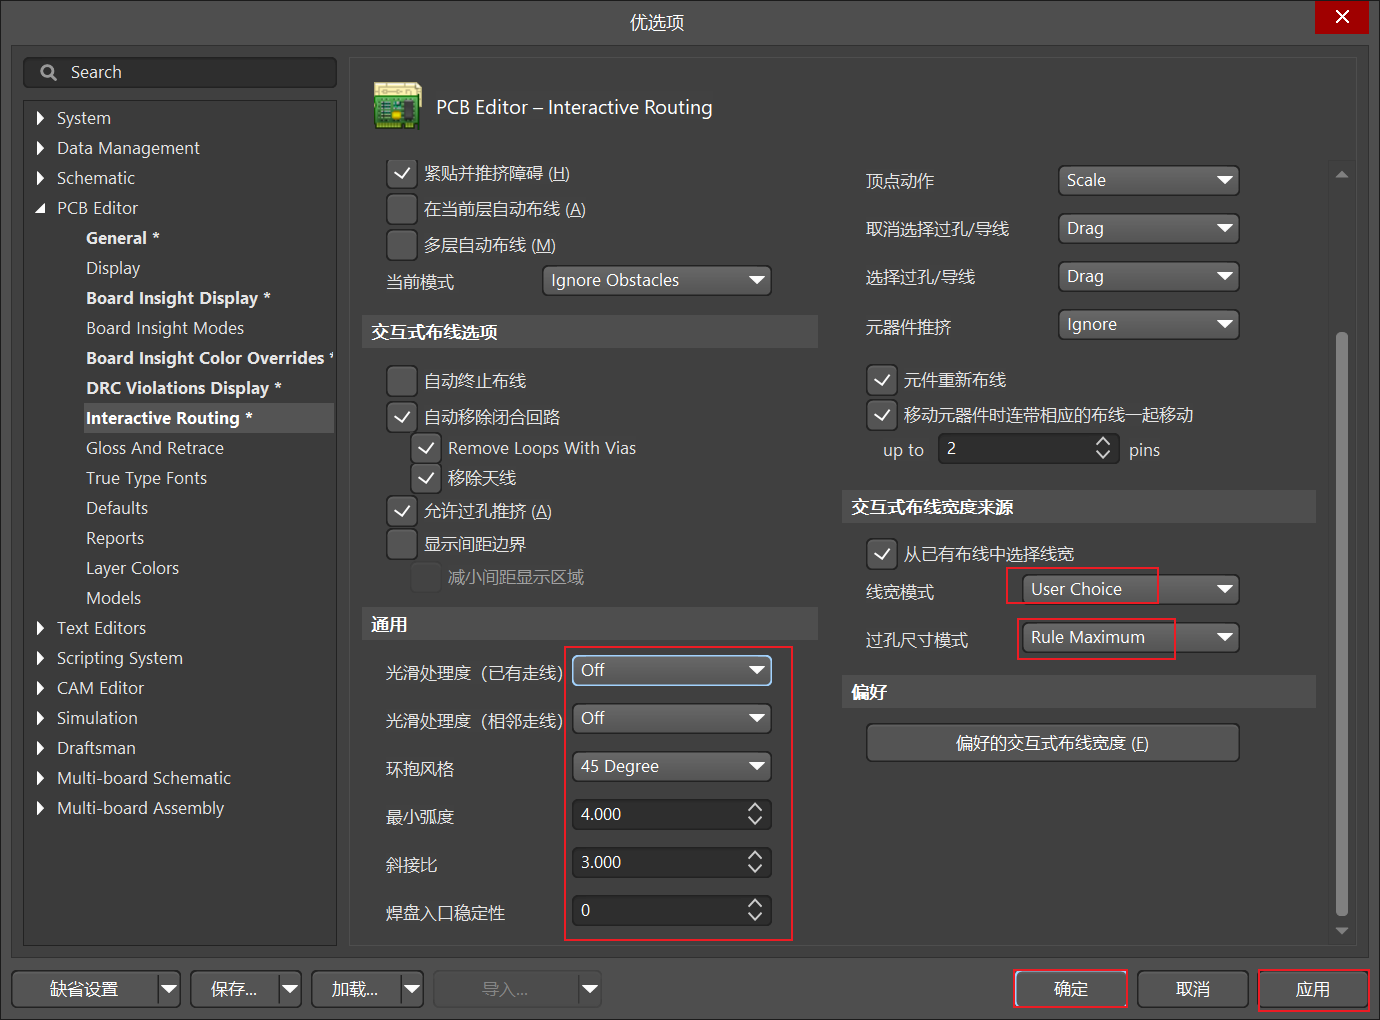 优选项
Search
System
Data Management
Schematic
PCB Editor
General *
Display
Board Insight Display *
Board Insight Modes
Board Insight Color Overrides *
DRC Violations Display *
Interactive Routing *
Gloss And Retrace
True Type Fonts
Defaults
Reports
Layer Colors
Models
Text Editors
Scripting System
CAM Editor
Simulation
Draftsman
Multi-board Schematic
Multi-board Assembly
PCB Editor – Interactive Routing
紧贴并推挤障碍 (H)
在当前层自动布线 (A)
多层自动布线 (M)
当前模式 Ignore Obstacles
交互式布线选项
自动终止布线
自动移除闭合回路
Remove Loops With Vias
移除天线
允许过孔推挤 (A)
显示间距边界
减小间距显示区域
通用
光滑处理度（已有走线） Off
光滑处理度（相邻走线） Off
环抱风格 45 Degree
最小弧度 4.000
斜接比 3.000
焊盘入口稳定性 0
顶点动作 Scale
取消选择过孔/导线 Drag
选择过孔/导线 Drag
元器件推挤 Ignore
元件重新布线
移动元器件时连带相应的布线一起移动
up to 2 pins
交互式布线宽度来源
从已有布线中选择线宽
线宽模式 User Choice
过孔尺寸模式 Rule Maximum
偏好
偏好的交互式布线宽度 (F)
缺省设置 保存... 加载... 导入... 确定 取消 应用